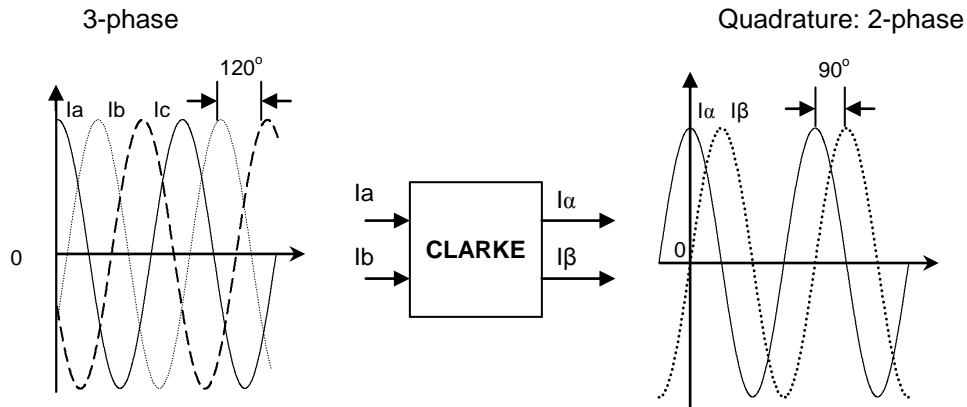 3-phase
Quadrature: 2-phase
120°
Ia Ib Ic
0
Ia
Ib
CLARKE
Iα
Iβ
90°
Iα Iβ
0